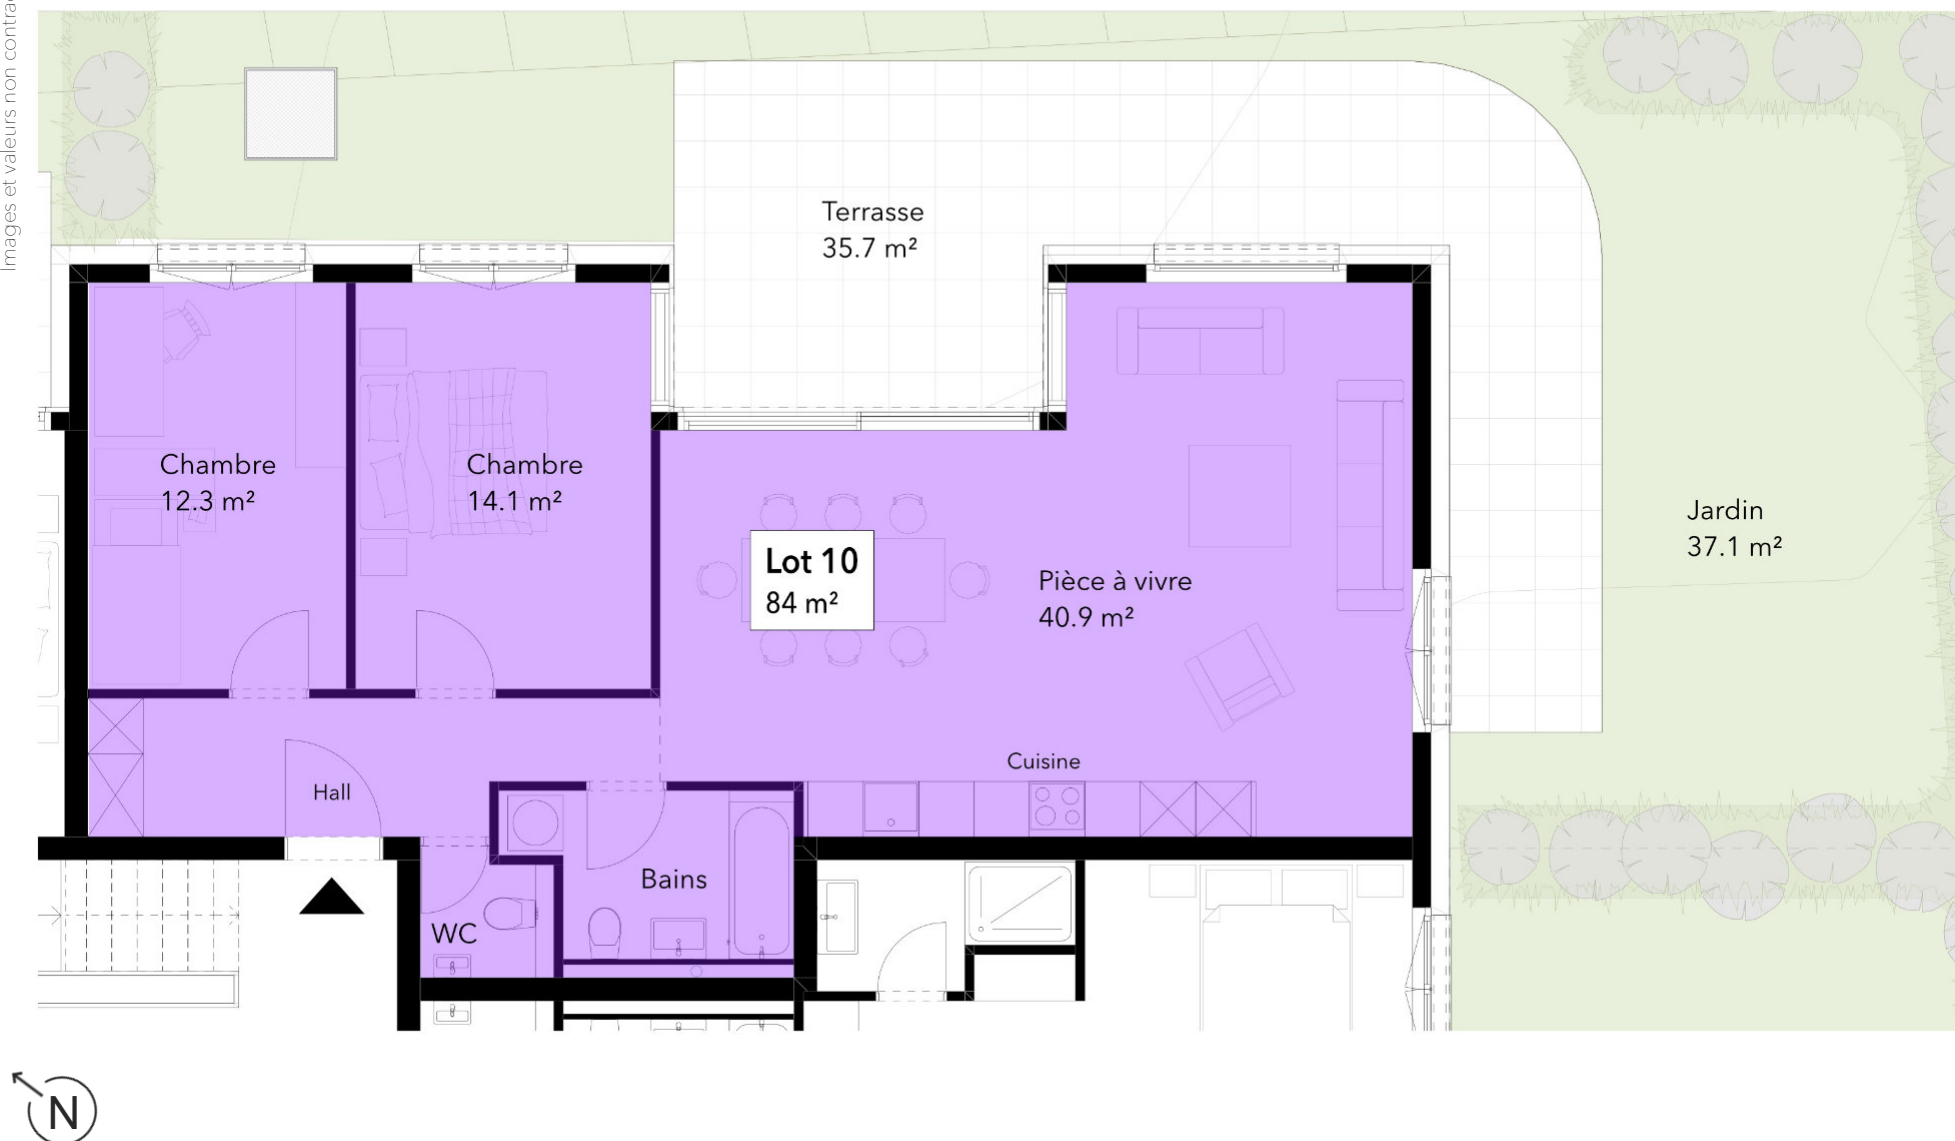 Images et valeurs non contra
Terrasse
35.7 m²
Chambre
12.3 m²
Chambre
14.1 m²
Lot 10
84 m²
Pièce à vivre
40.9 m²
Jardin
37.1 m²
Cuisine
Hall
Bains
WC
N